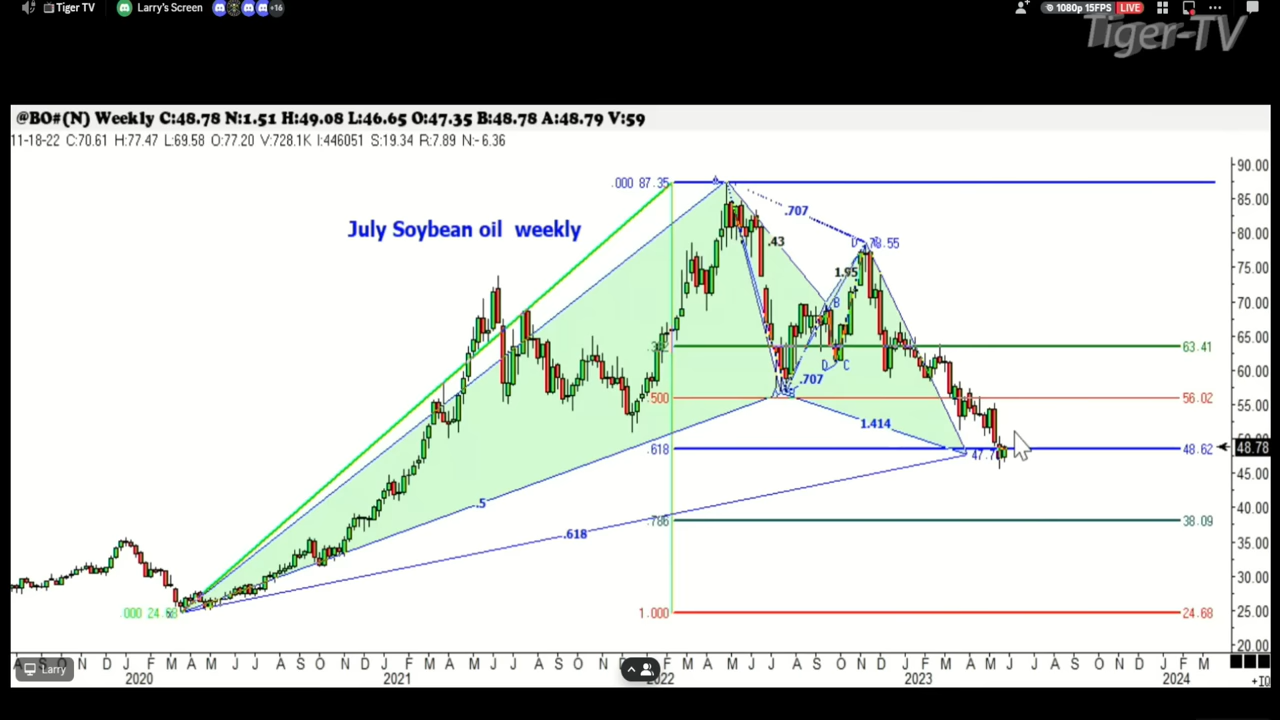 Tiger TV Larry's Screen +16 1080p 15FPS LIVE
Tiger-TV
@BO#(N) Weekly C:48.78 N:1.51 H:49.08 L:46.65 O:47.35 B:48.78 A:48.79 V:59
11-18-22 C:70.61 H:77.47 L:69.58 O:77.20 V:728.1K I:446051 S:19.34 R:7.89 N:-6.36
90.00
.000 87.35 A
85.00
.707
July Soybean oil weekly
80.00
.43 D 78.55
75.00
1.95
70.00
B
65.00
63.41
60.00
.707 D C
.500 56.02
55.00
1.414
.618 48.62 48.78
47.7
45.00
.5
40.00
.786 38.09
.618
35.00
30.00
25.00
.000 24.68 1.000 24.68
20.00
A S O N D J F M A M J J A S O N D J F M A M J J A S O N D J F M A M J J A S O N D J F M
Larry
2020 2021 2022 2023 2024